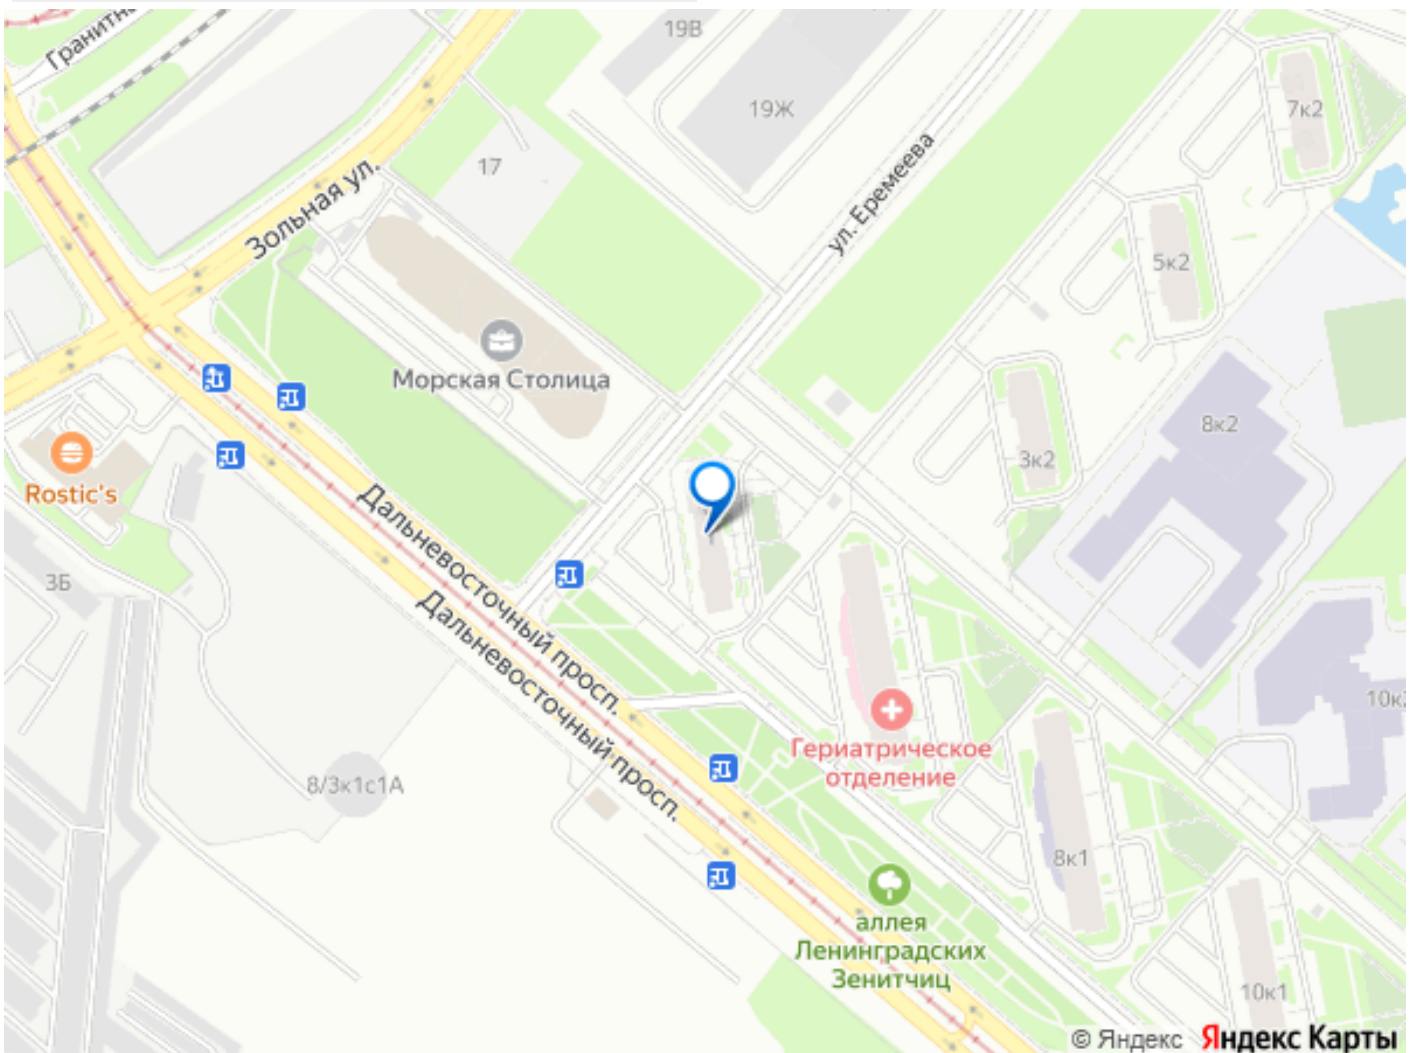 Гранитн
19В
19Ж
7к2
17
Зольная ул.
ул. Еремеева
5к2
Морская Столица
8к2
3к2
Rostic's
Дальневосточный просп.
3Б
Дальневосточный просп.
10к
Гериатрическое
отделение
8/3к1с1А
8к1
аллея
Ленинградских
Зенитчиц
10к1
© Яндекс Яндекс Карты